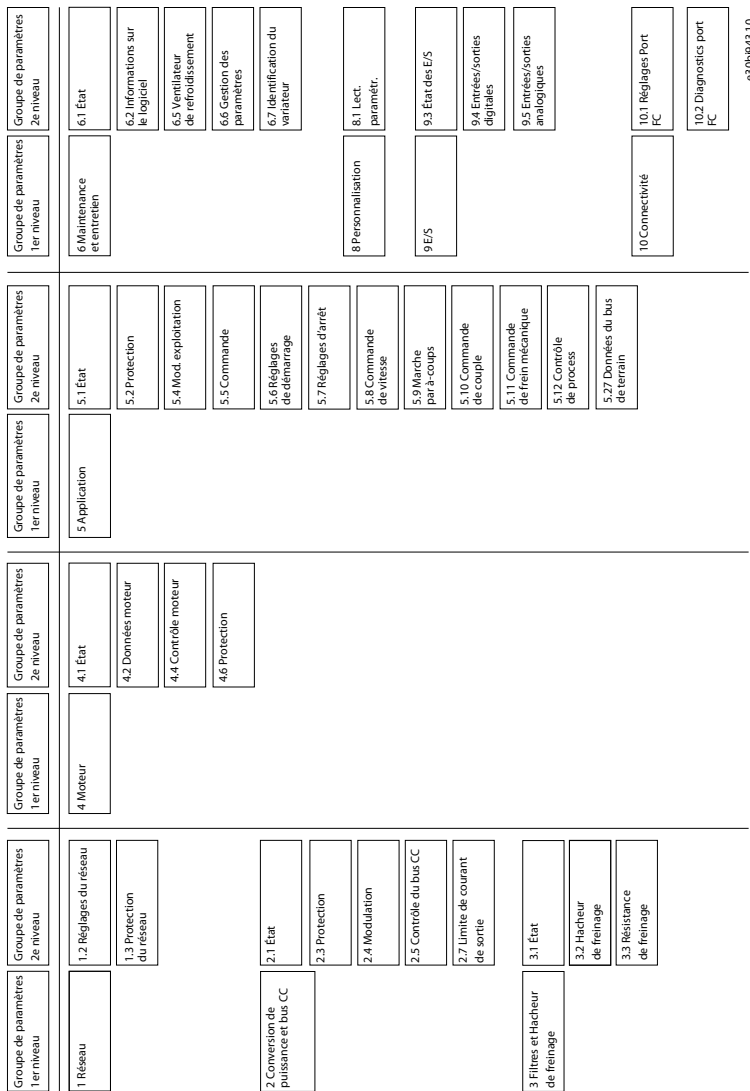 Groupe de paramètres
1er niveau
Groupe de paramètres
2e niveau
1 Réseau
1.2 Réglages du réseau
1.3 Protection
du réseau
2 Conversion de
puissance et bus CC
2.1 État
2.3 Protection
2.4 Modulation
2.5 Contrôle du bus CC
2.7 Limite de courant
de sortie
3 Filtres et Hacheur
de freinage
3.1 État
3.2 Hacheur
de freinage
3.3 Résistance
de freinage
Groupe de paramètres
1er niveau
Groupe de paramètres
2e niveau
4 Moteur
4.1 État
4.2 Données moteur
4.4 Contrôle moteur
4.6 Protection
Groupe de paramètres
1er niveau
Groupe de paramètres
2e niveau
5 Application
5.1 État
5.2 Protection
5.4 Mod. exploitation
5.5 Commande
5.6 Réglages
de démarrage
5.7 Réglages d'arrêt
5.8 Commande
de vitesse
5.9 Marche
par à-coups
5.10 Commande
de couple
5.11 Commande
de frein mécanique
5.12 Contrôle
de process
5.27 Données du bus
de terrain
Groupe de paramètres
1er niveau
Groupe de paramètres
2e niveau
6 Maintenance
et entretien
6.1 État
6.2 Informations sur
le logiciel
6.5 Ventilateur
de refroidissement
6.6 Gestion des
paramètres
6.7 Identification du
variateur
8 Personnalisation
8.1 Lect.
paramétr.
9 E/S
9.3 État des E/S
9.4 Entrées/sorties
digitales
9.5 Entrées/sorties
analogiques
10 Connectivité
10.1 Réglages Port
FC
10.2 Diagnostics port
FC